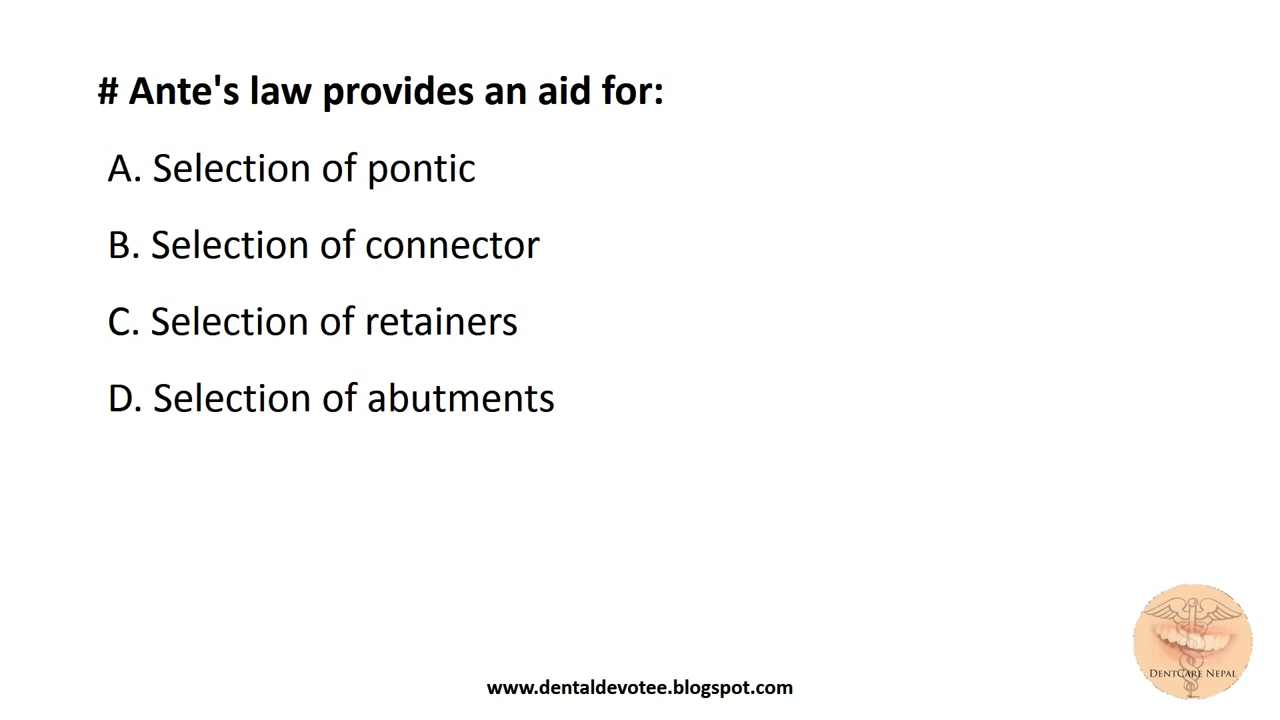 # Ante's law provides an aid for:
A. Selection of pontic
B. Selection of connector
C. Selection of retainers
D. Selection of abutments
DENTCARE NEPAL
www.dentaldevotee.blogspot.com